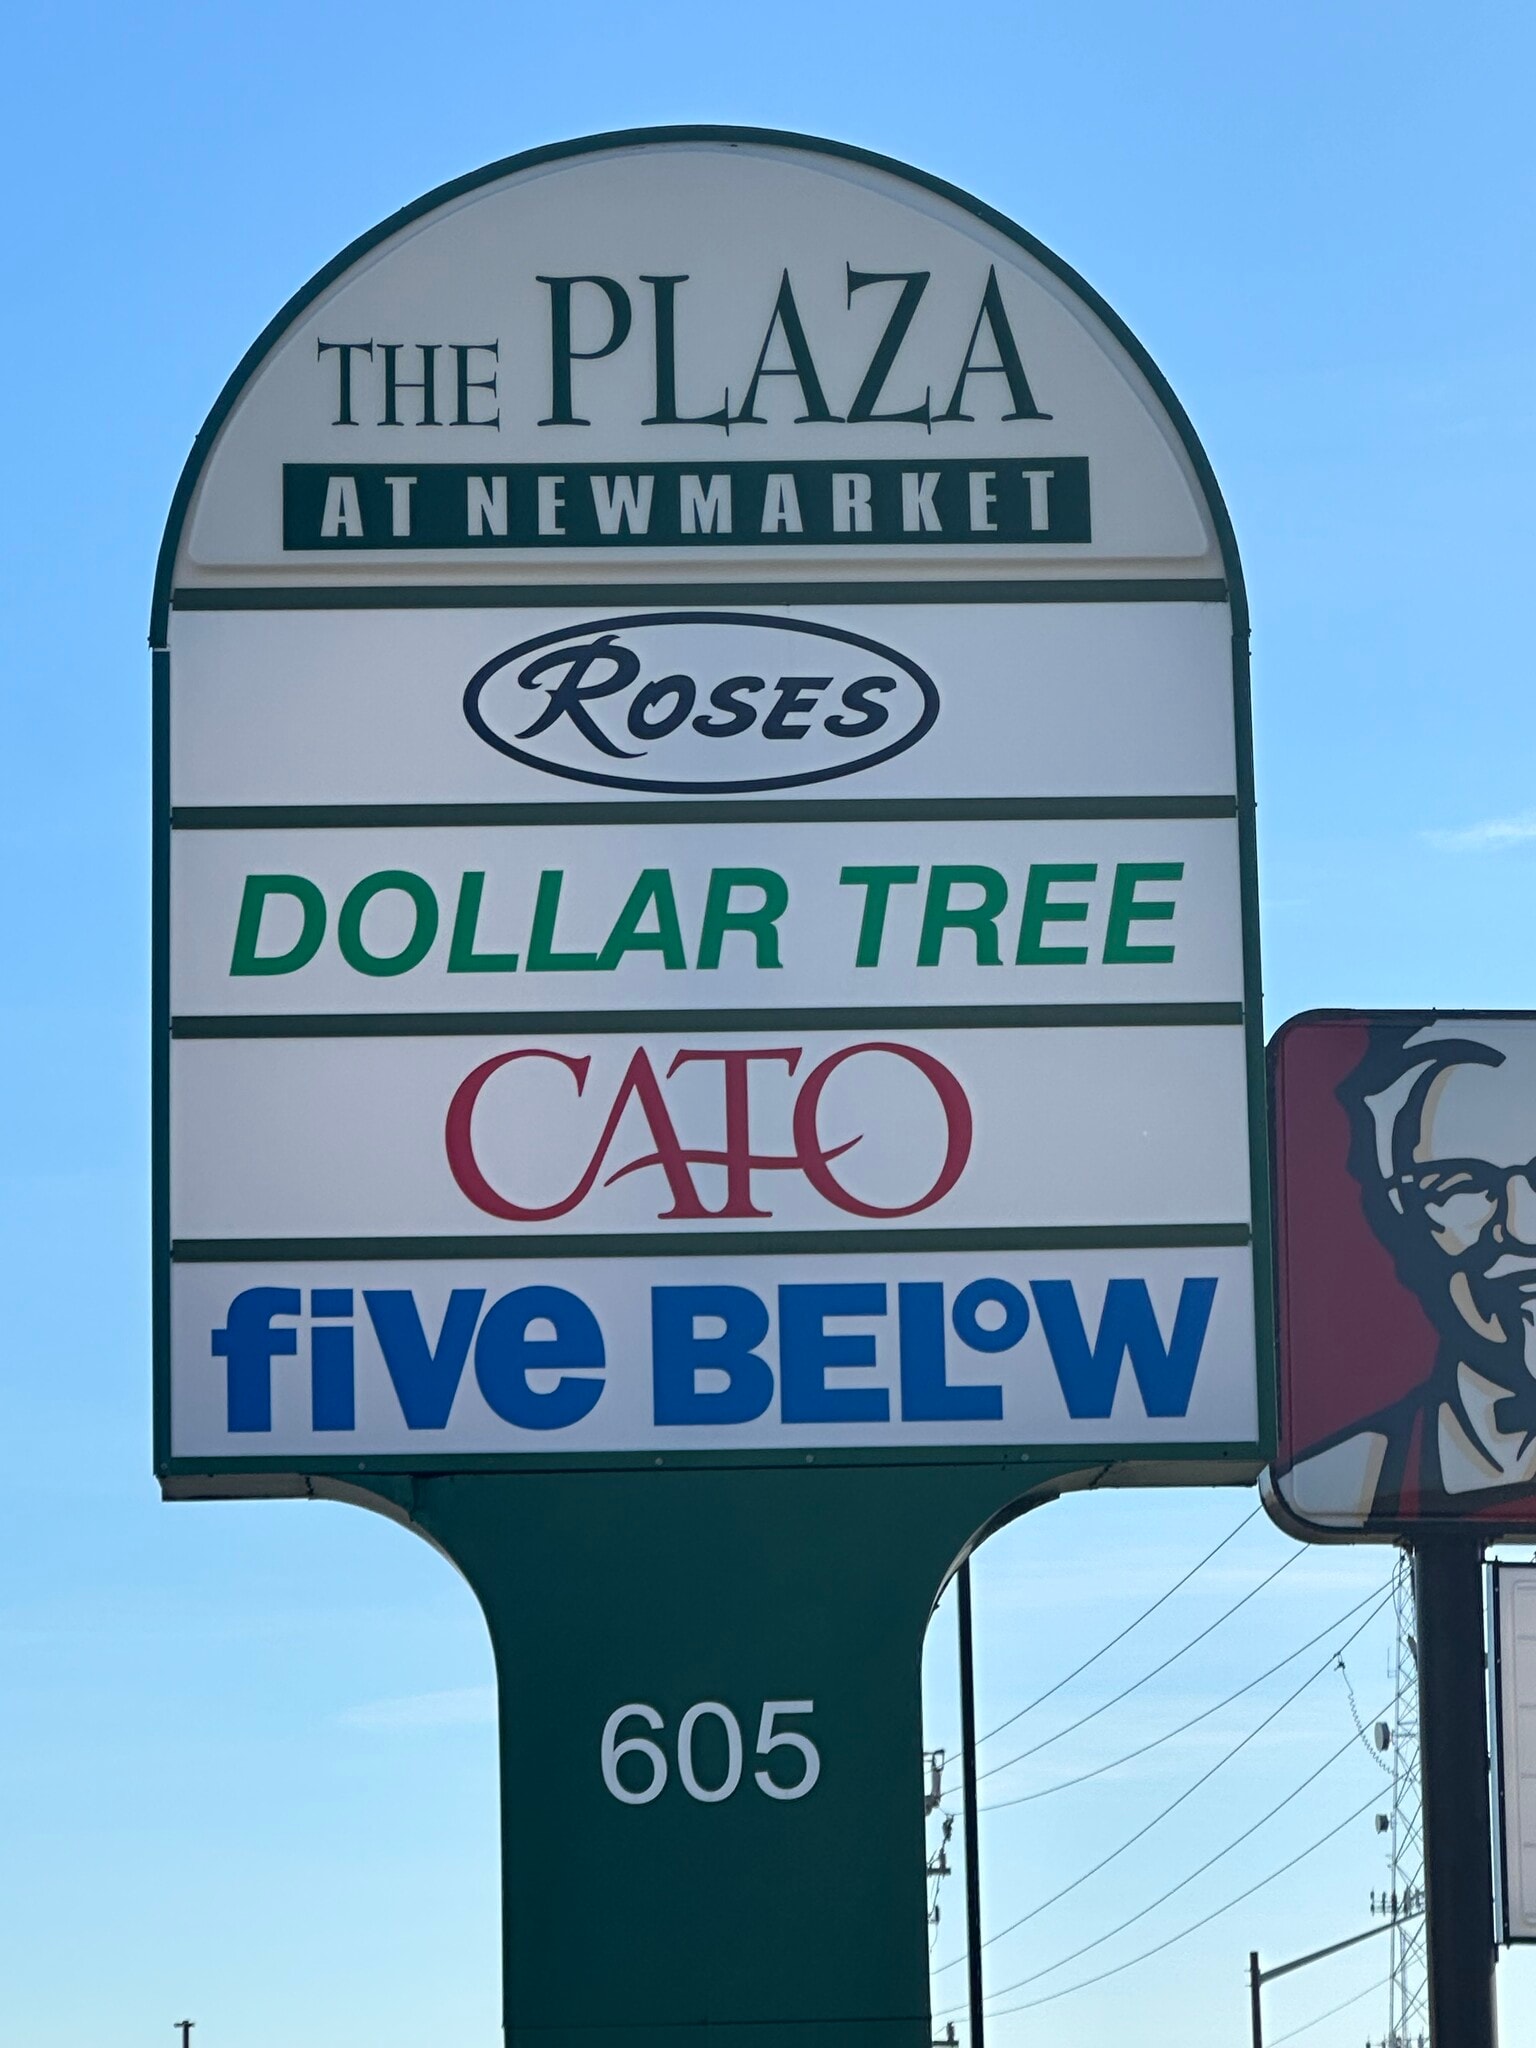 THE PLAZA
AT NEWMARKET
ROSES
DOLLAR TREE
CATO
five BELOW
605